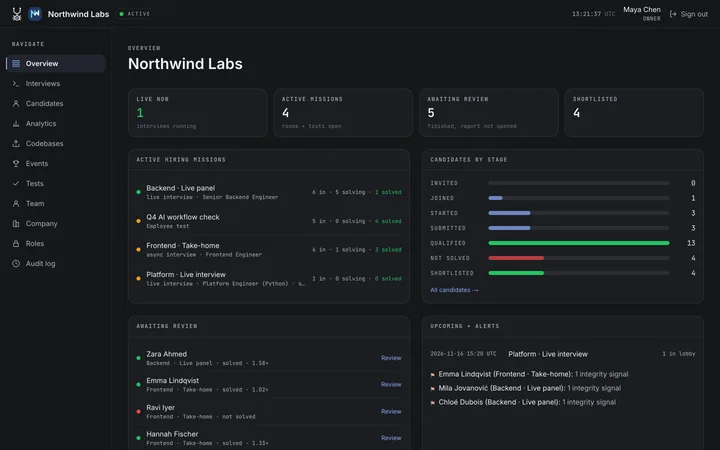 Northwind Labs
ACTIVE
13:21:37 UTC
Maya Chen
OWNER
Sign out
NAVIGATE
Overview
Interviews
Candidates
Analytics
Codebases
Events
Tests
Team
Company
Roles
Audit log
OVERVIEW
Northwind Labs
LIVE NOW
1
interviews running
ACTIVE MISSIONS
4
rooms + tests open
AWAITING REVIEW
5
finished, report not opened
SHORTLISTED
4
ACTIVE HIRING MISSIONS
Backend · Live panel
live interview · Senior Backend Engineer
6 in · 5 solving · 1 solved
Q4 AI workflow check
Employee test
5 in · 0 solving · 4 solved
Frontend · Take-home
async interview · Frontend Engineer
6 in · 1 solving · 3 solved
Platform · Live interview
live interview · Platform Engineer (Python) · s…
1 in · 0 solving · 0 solved
CANDIDATES BY STAGE
INVITED 0
JOINED 1
STARTED 3
SUBMITTED 3
QUALIFIED 13
NOT SOLVED 4
SHORTLISTED 4
All candidates →
AWAITING REVIEW
Zara Ahmed
Backend · Live panel · solved · 1.58×
Review
Emma Lindqvist
Frontend · Take-home · solved · 1.02×
Review
Ravi Iyer
Frontend · Take-home · not solved
Review
Hannah Fischer
Frontend · Take-home · solved · 1.33×
Review
UPCOMING + ALERTS
2026-11-16 15:20 UTC Platform · Live interview 1 in lobby
Emma Lindqvist (Frontend · Take-home): 1 integrity signal
Mila Jovanović (Backend · Live panel): 1 integrity signal
Chloé Dubois (Backend · Live panel): 1 integrity signal